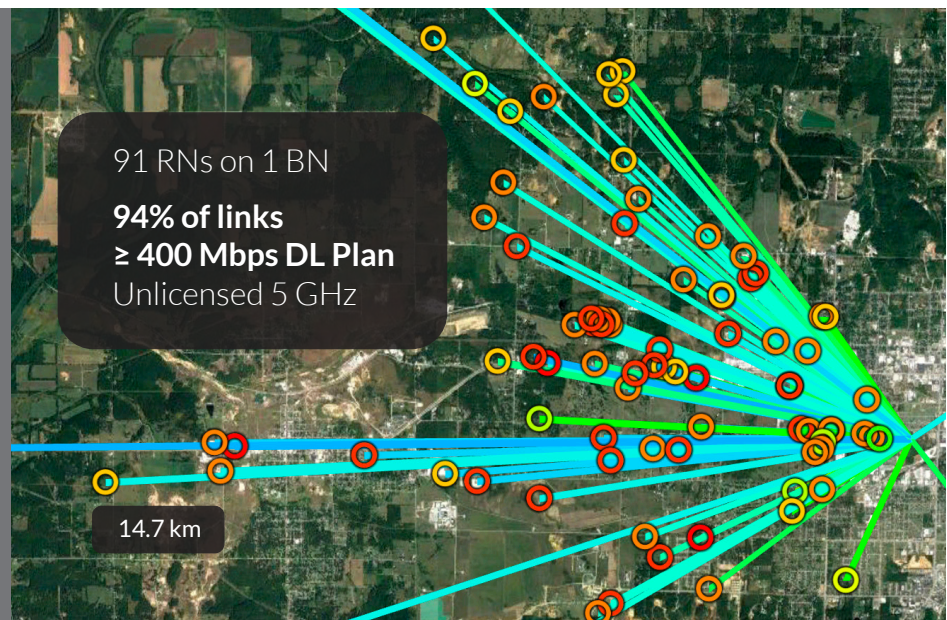 91 RNs on 1 BN
94% of links
≥ 400 Mbps DL Plan
Unlicensed 5 GHz
14.7 km